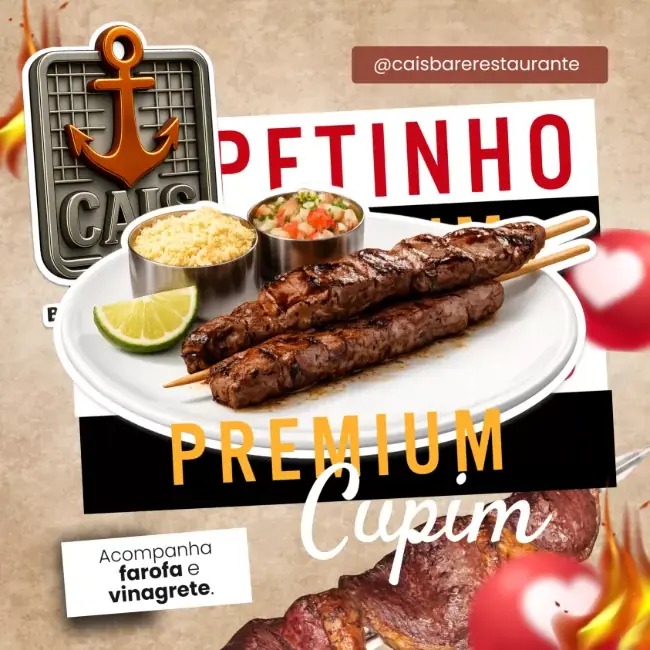 @caisbarerestaurante
CAIS
PETINHO
PREMIUM
Cupim
Acompanha
farofa e
vinagrete.